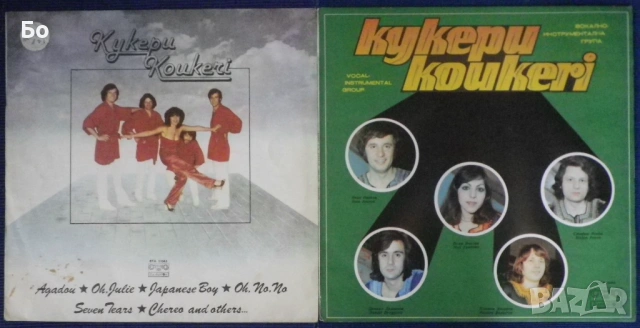 Бо
Кукери
Koukeri
Agadou ★ Oh, Julie ★ Japanese Boy ★ Oh, No, No
Seven Tears ★ Chereo and others...
кукери
koukeri
ВОКАЛНО-
ИНСТРУМЕНТАЛНА
ГРУПА
VOCAL-
INSTRUMENTAL
GROUP
BAZAR